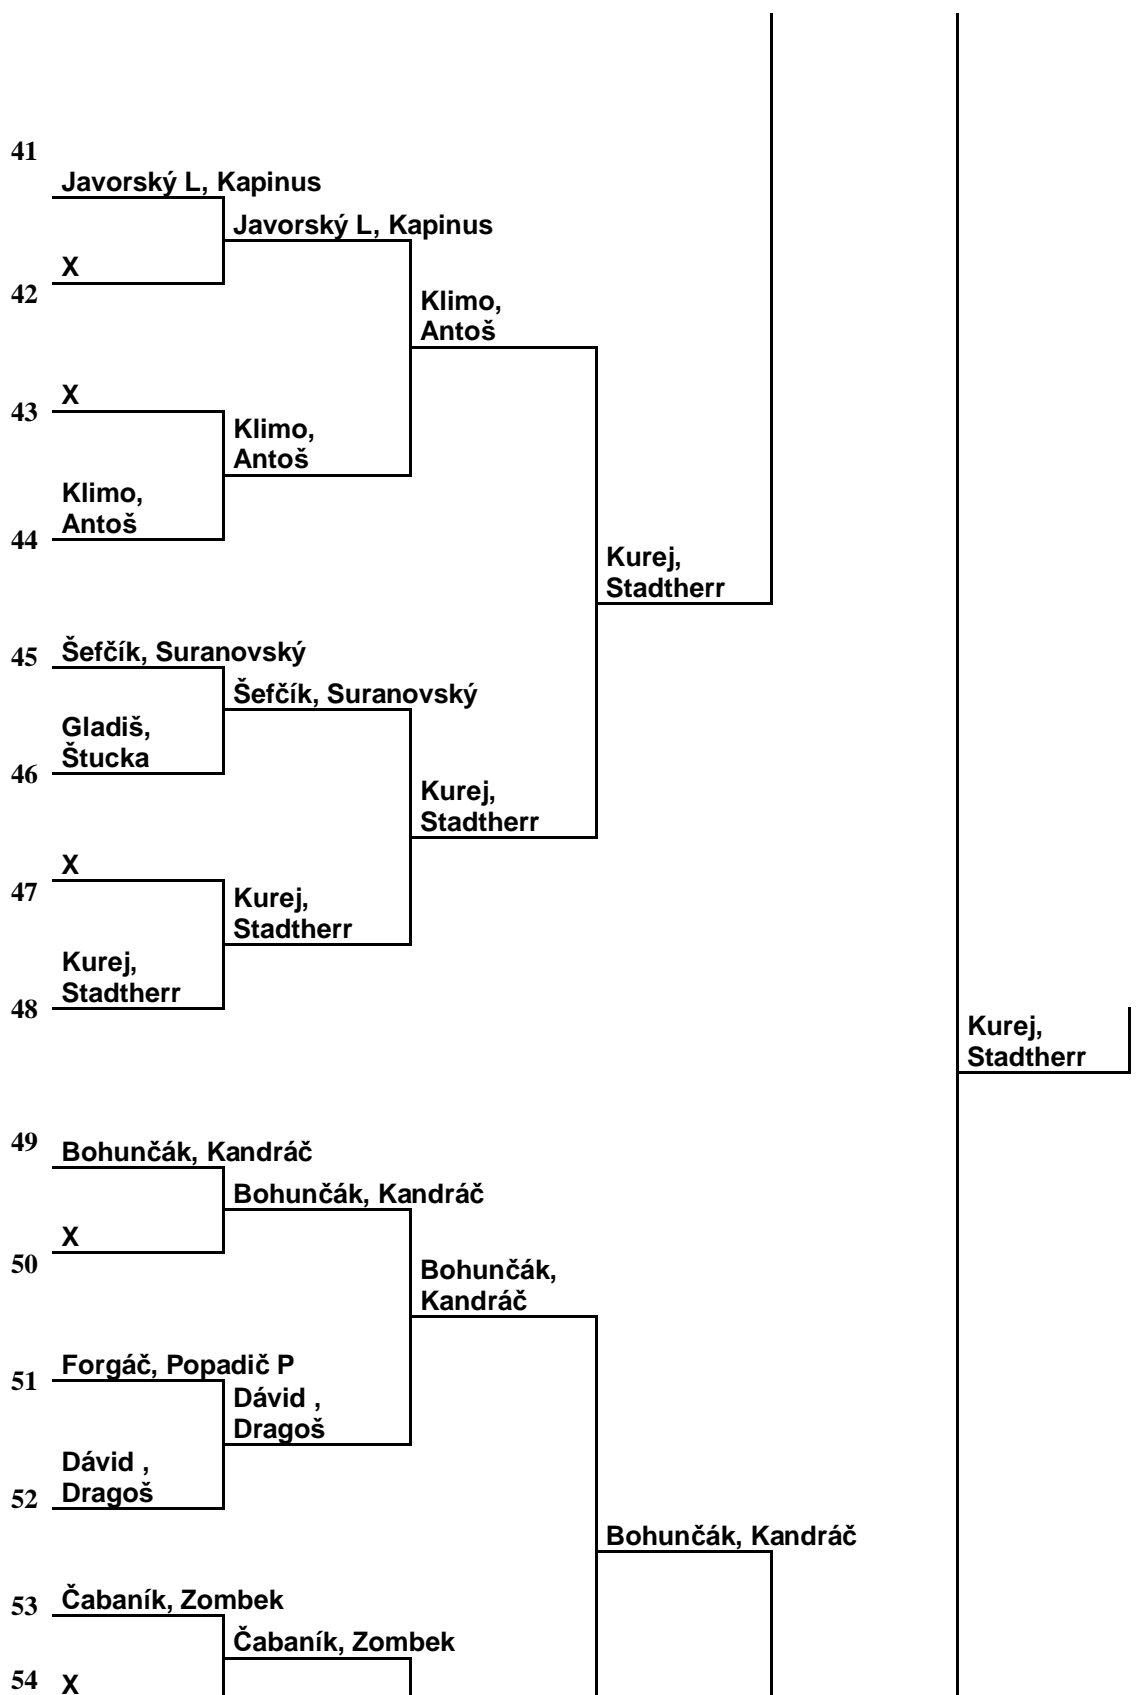 41
Javorský L, Kapinus
Javorský L, Kapinus
X
42
Klimo,
Antoš
X
43
Klimo,
Antoš
Klimo,
Antoš
44
Kurej,
Stadtherr
45 Šefčík, Suranovský
Šefčík, Suranovský
Gladiš,
Štucka
46
Kurej,
Stadtherr
X
47
Kurej,
Stadtherr
Kurej,
Stadtherr
48
Kurej,
Stadtherr
49
Bohunčák, Kandráč
Bohunčák, Kandráč
X
50
Bohunčák,
Kandráč
Forgáč, Popadič P
51
Dávid ,
Dragoš
Dávid ,
Dragoš
52
Bohunčák, Kandráč
53 Čabaník, Zombek
Čabaník, Zombek
54 X